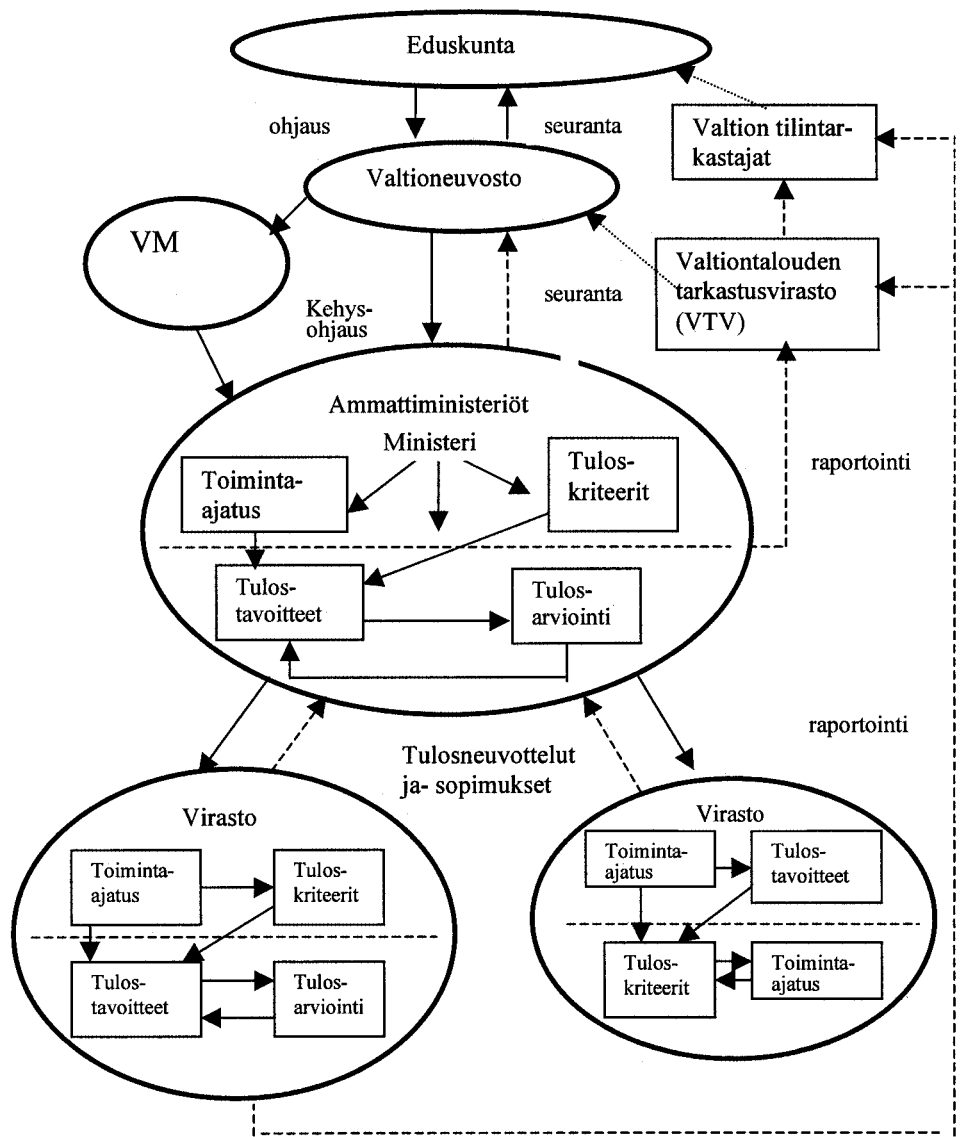 Eduskunta
ohjaus
seuranta
Valtion tilintar-
kastajat
Valtioneuvosto
VM
Valtiontalouden
tarkastusvirasto
(VTV)
Kehys-
ohjaus
seuranta
Ammattiministeriöt
Ministeri
Toiminta-
ajatus
Tulos-
kriteerit
raportointi
Tulos-
tavoitteet
Tulos-
arviointi
raportointi
Tulosneuvottelut
ja- sopimukset
Virasto
Toiminta-
ajatus
Tulos-
kriteerit
Tulos-
tavoitteet
Tulos-
arviointi
Virasto
Toiminta-
ajatus
Tulos-
tavoitteet
Tulos-
kriteerit
Toiminta-
ajatus